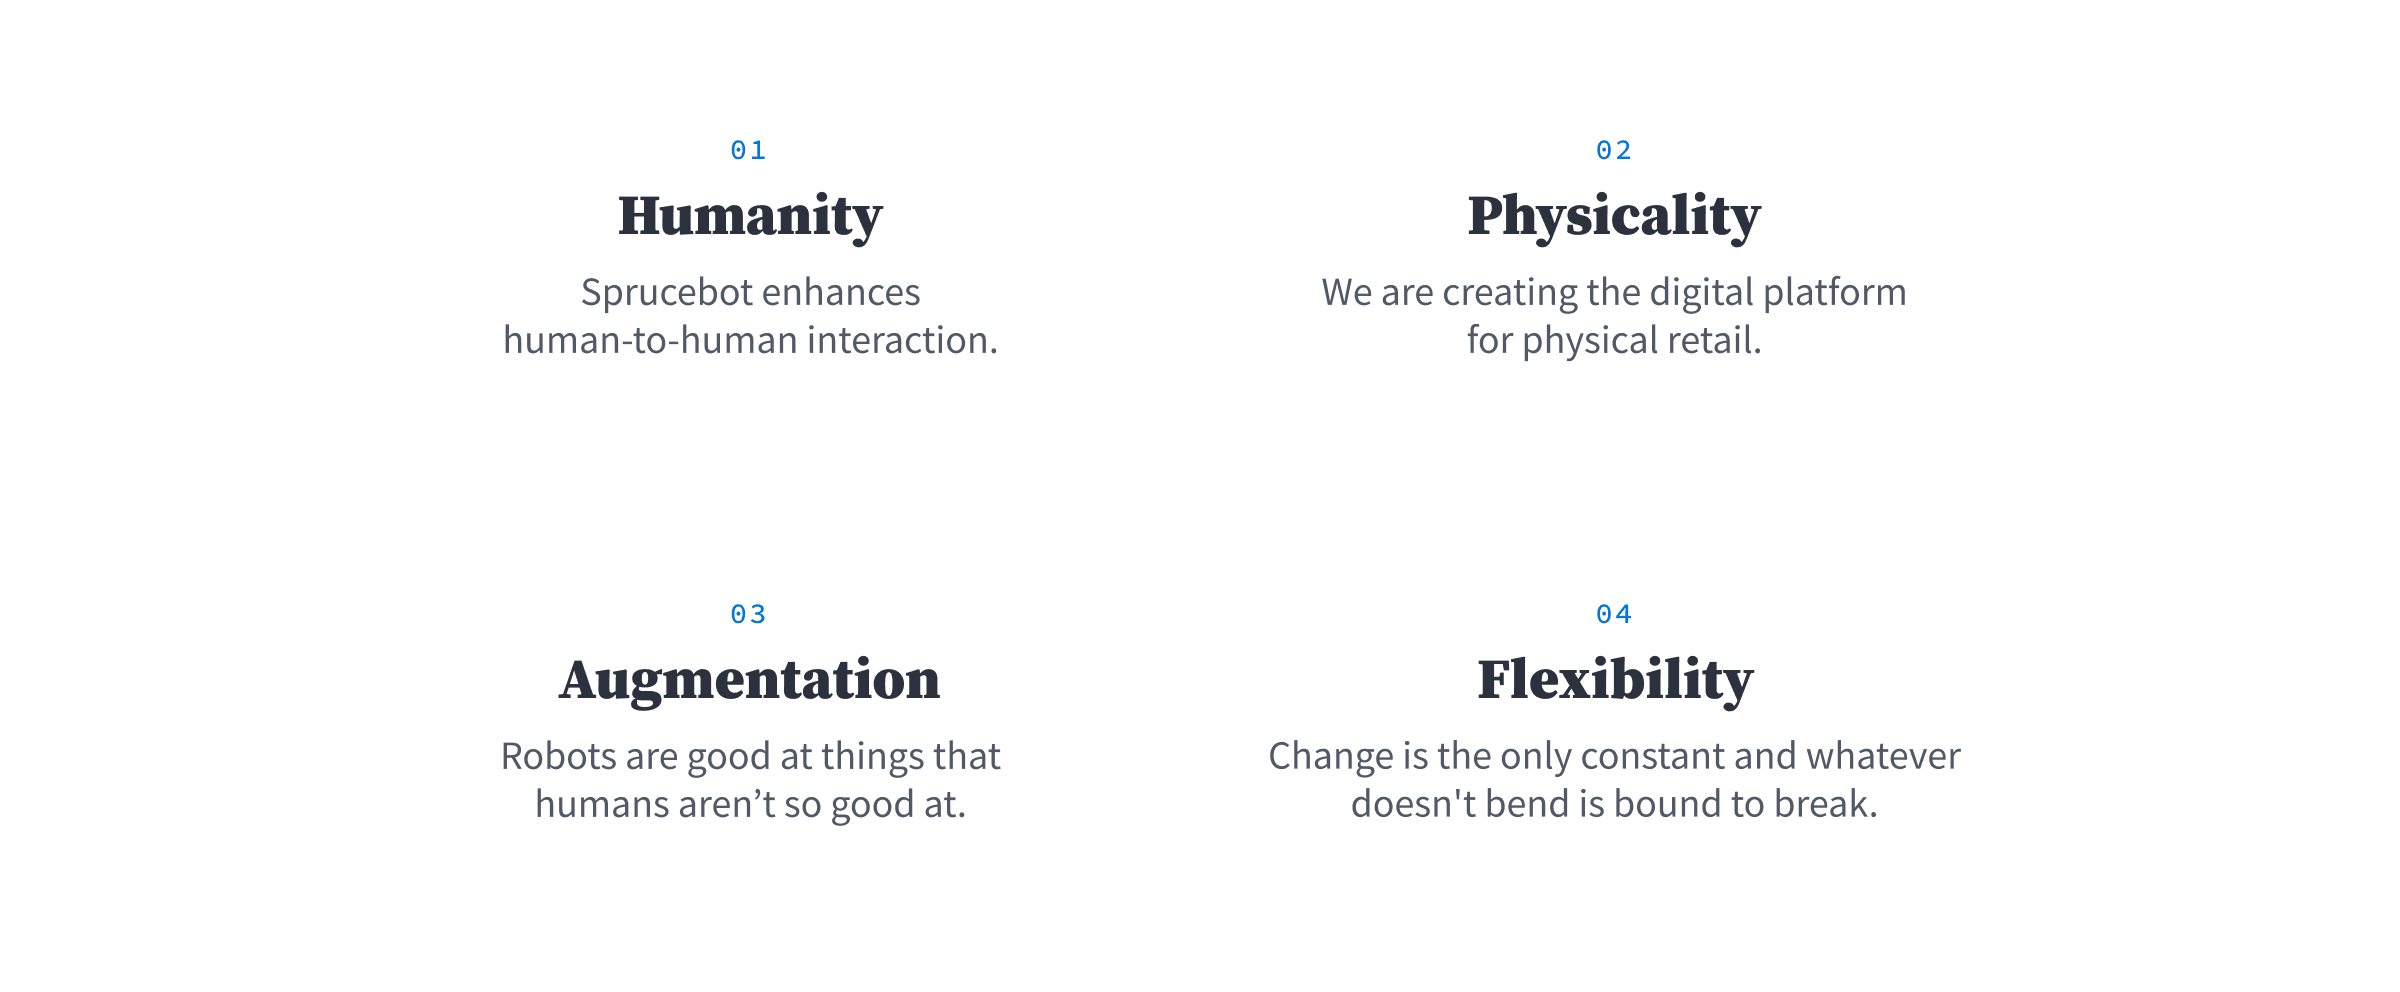 01
Humanity
Sprucebot enhances
human-to-human interaction.
02
Physicality
We are creating the digital platform
for physical retail.
03
Augmentation
Robots are good at things that
humans aren’t so good at.
04
Flexibility
Change is the only constant and whatever
doesn't bend is bound to break.